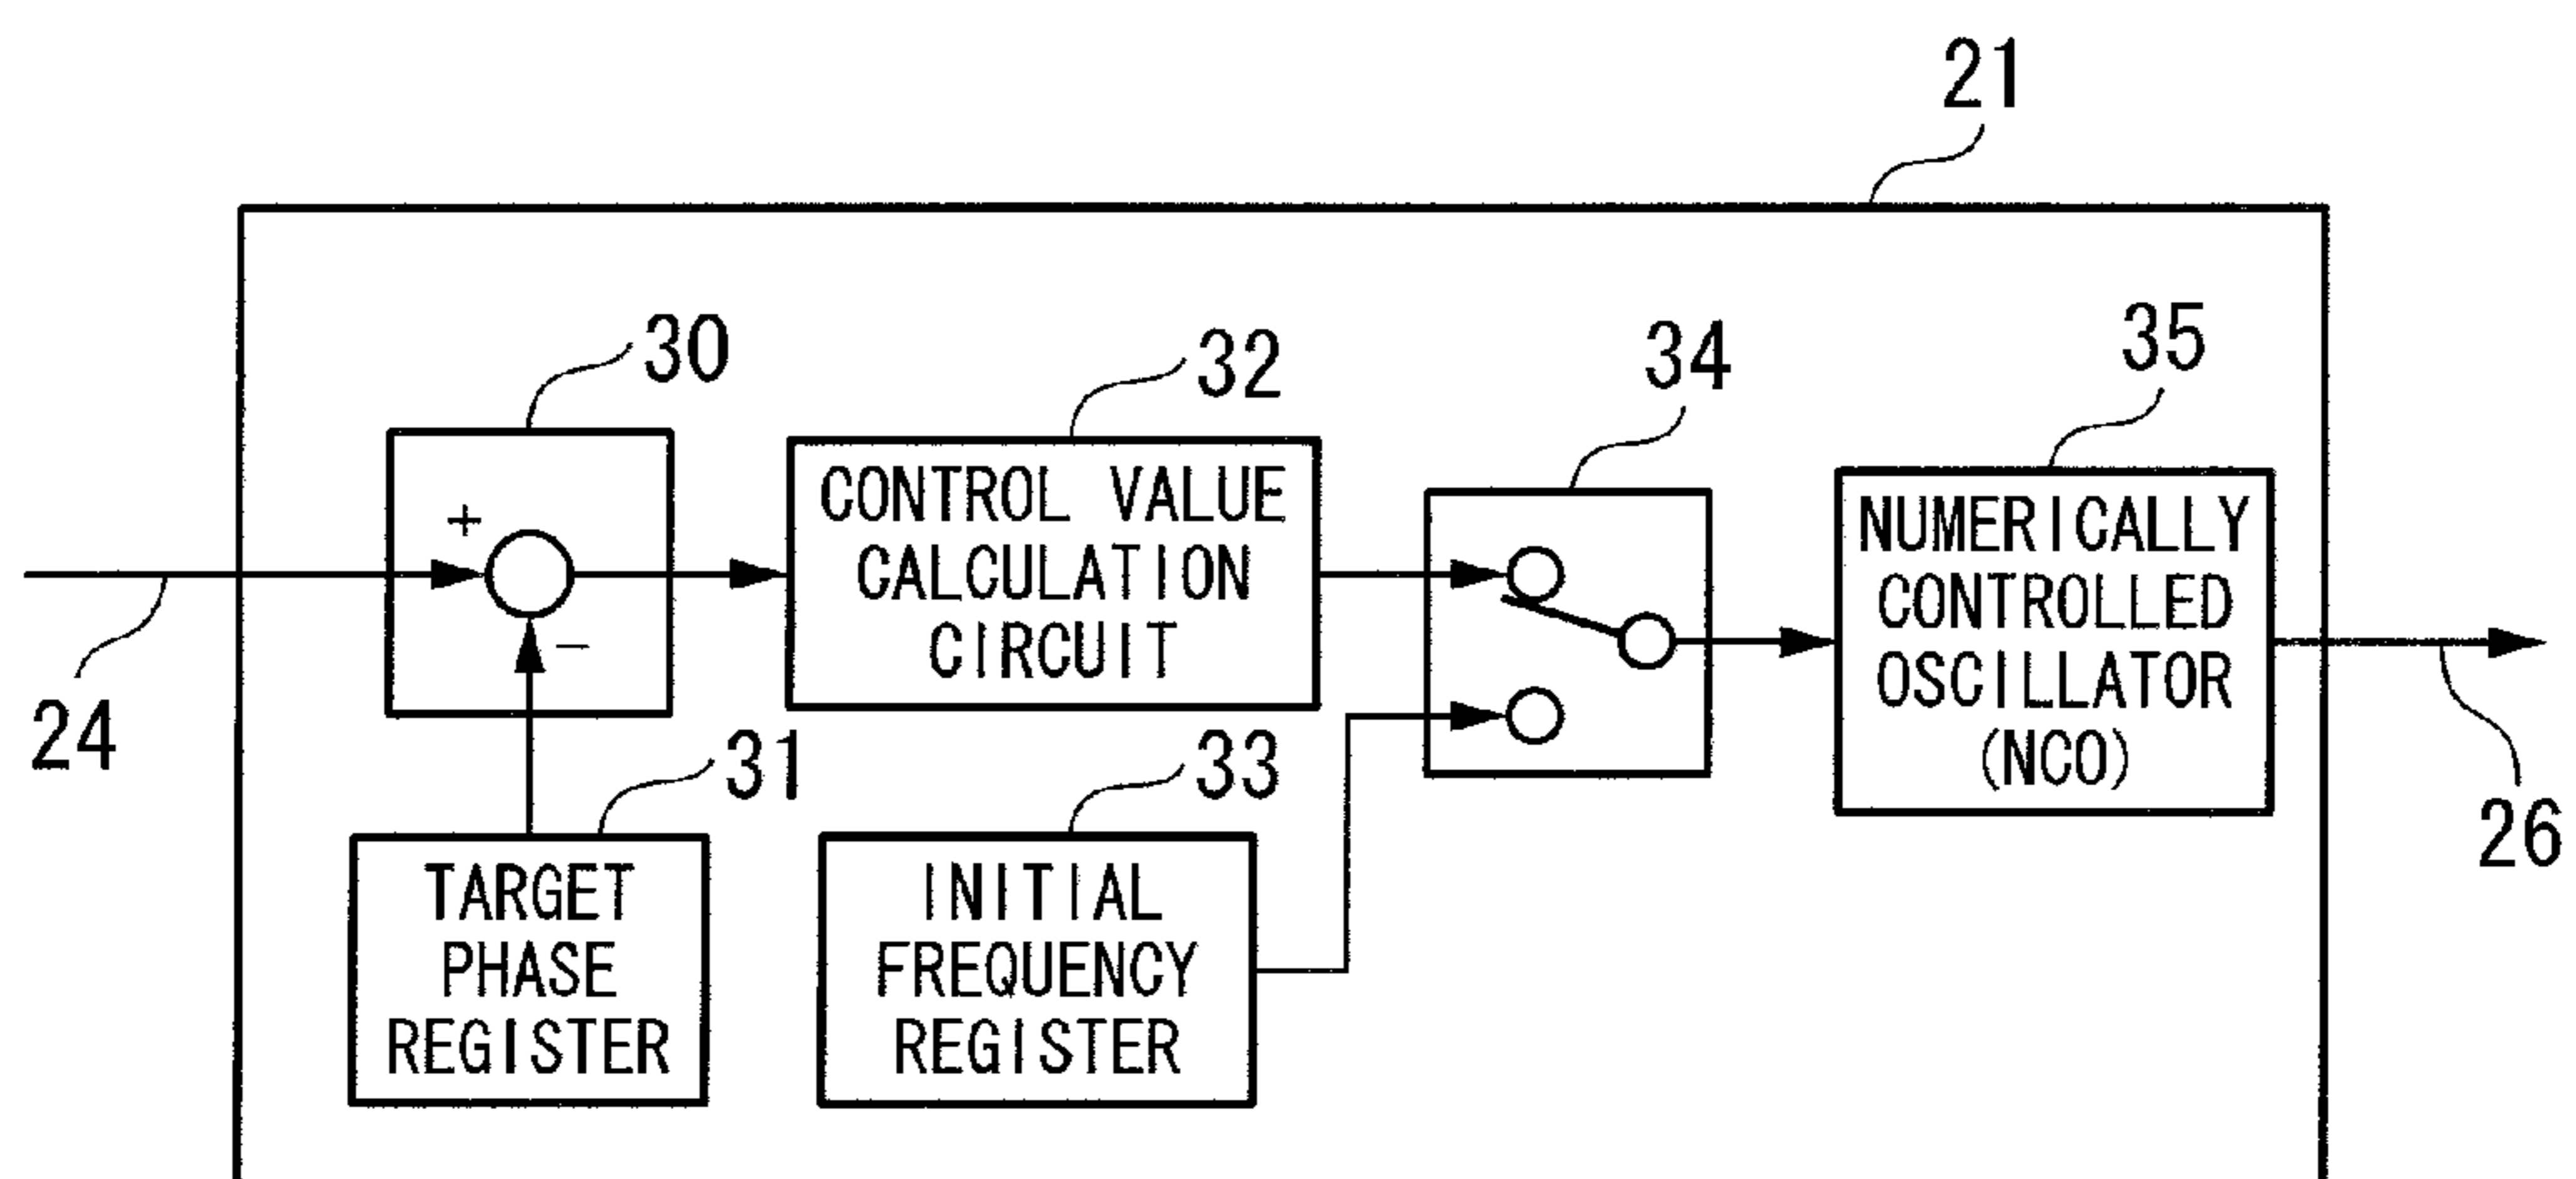 21
30
32
34
35
+
−
CONTROL VALUE
CALCULATION
CIRCUIT
NUMERICALLY
CONTROLLED
OSCILLATOR
(NCO)
24
31
33
26
TARGET
PHASE
REGISTER
INITIAL
FREQUENCY
REGISTER